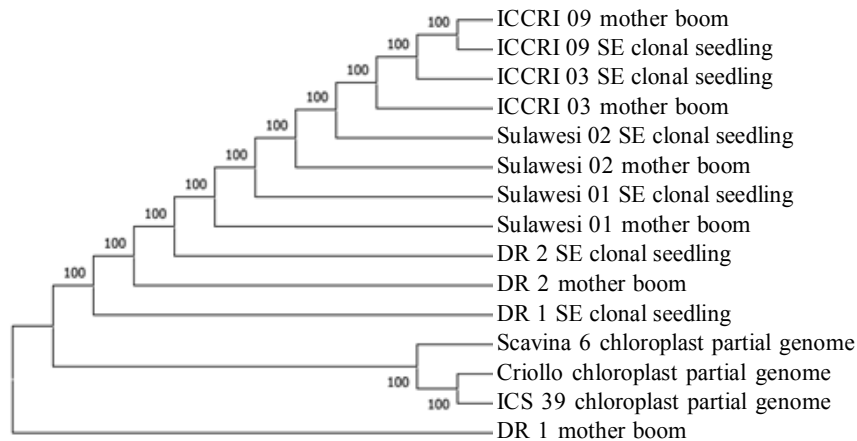 100 ICCRI 09 mother boom
ICCRI 09 SE clonal seedling
100 ICCRI 03 SE clonal seedling
100 ICCRI 03 mother boom
100 Sulawesi 02 SE clonal seedling
100 Sulawesi 02 mother boom
100 Sulawesi 01 SE clonal seedling
100 Sulawesi 01 mother boom
100 DR 2 SE clonal seedling
100 DR 2 mother boom
100 DR 1 SE clonal seedling
Scavina 6 chloroplast partial genome
100 Criollo chloroplast partial genome
100 ICS 39 chloroplast partial genome
DR 1 mother boom